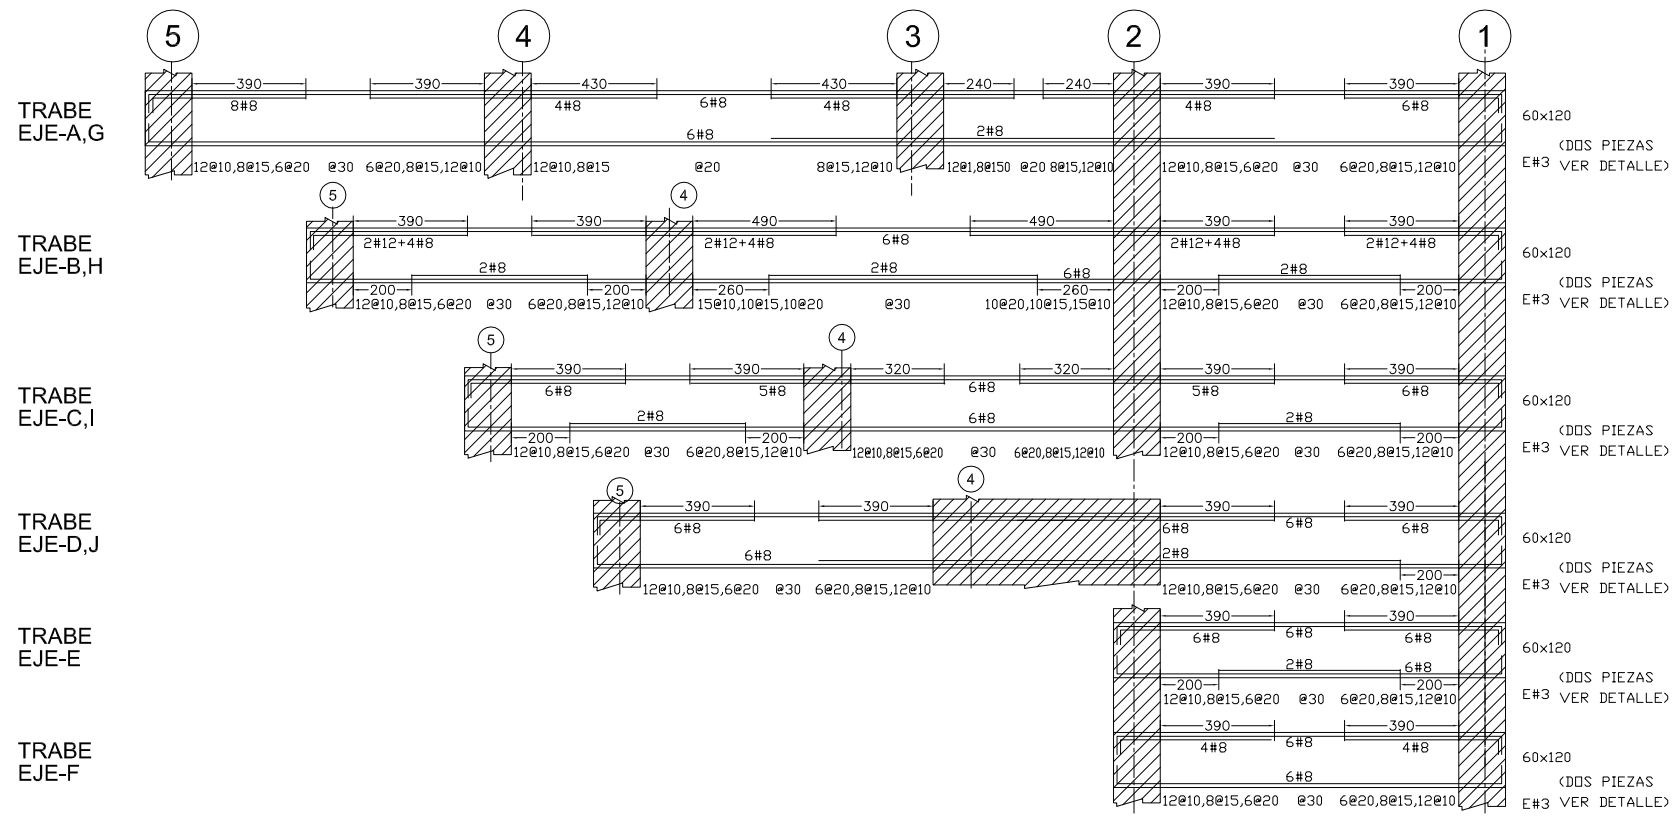 5 4 3 2 1
390 390 430 430 240 240 390 390
TRABE
EJE-A,G
8#8 4#8 6#8 4#8 4#8 6#8
60x120
6#8 2#8
(DOS PIEZAS
12@10,8@15,6@20 @30 6@20,8@15,12@10 12@10,8@15 @20 8@15,12@10 12@1,8@150 @20 8@15,12@10 12@10,8@15,6@20 @30 6@20,8@15,12@10
E#3 VER DETALLE)
5 4
390 390 490 490 390 390
TRABE
EJE-B,H
2#12+4#8 2#12+4#8 6#8 2#12+4#8 2#12+4#8
60x120
2#8 2#8 6#8 2#8
(DOS PIEZAS
200 200 260 260 200 200
12@10,8@15,6@20 @30 6@20,8@15,12@10 15@10,10@15,10@20 @30 10@20,10@15,15@10 12@10,8@15,6@20 @30 6@20,8@15,12@10
E#3 VER DETALLE)
5 4
390 390 320 320 390 390
TRABE
EJE-C,I
6#8 5#8 6#8 5#8 6#8
60x120
2#8 6#8 2#8
(DOS PIEZAS
200 200 200 200
12@10,8@15,6@20 @30 6@20,8@15,12@10 12@10,8@15,6@20 @30 6@20,8@15,12@10 12@10,8@15,6@20 @30 6@20,8@15,12@10
E#3 VER DETALLE)
5 4
390 390 390 390
TRABE
EJE-D,J
6#8 6#8 6#8 6#8
60x120
6#8 2#8
(DOS PIEZAS
200
12@10,8@15,6@20 @30 6@20,8@15,12@10 12@10,8@15,6@20 @30 6@20,8@15,12@10
E#3 VER DETALLE)
390 390
TRABE
EJE-E
6#8 6#8 6#8
60x120
2#8 6#8
(DOS PIEZAS
200 200
12@10,8@15,6@20 @30 6@20,8@15,12@10
E#3 VER DETALLE)
390 390
TRABE
EJE-F
4#8 6#8 4#8
60x120
6#8
(DOS PIEZAS
12@10,8@15,6@20 @30 6@20,8@15,12@10
E#3 VER DETALLE)